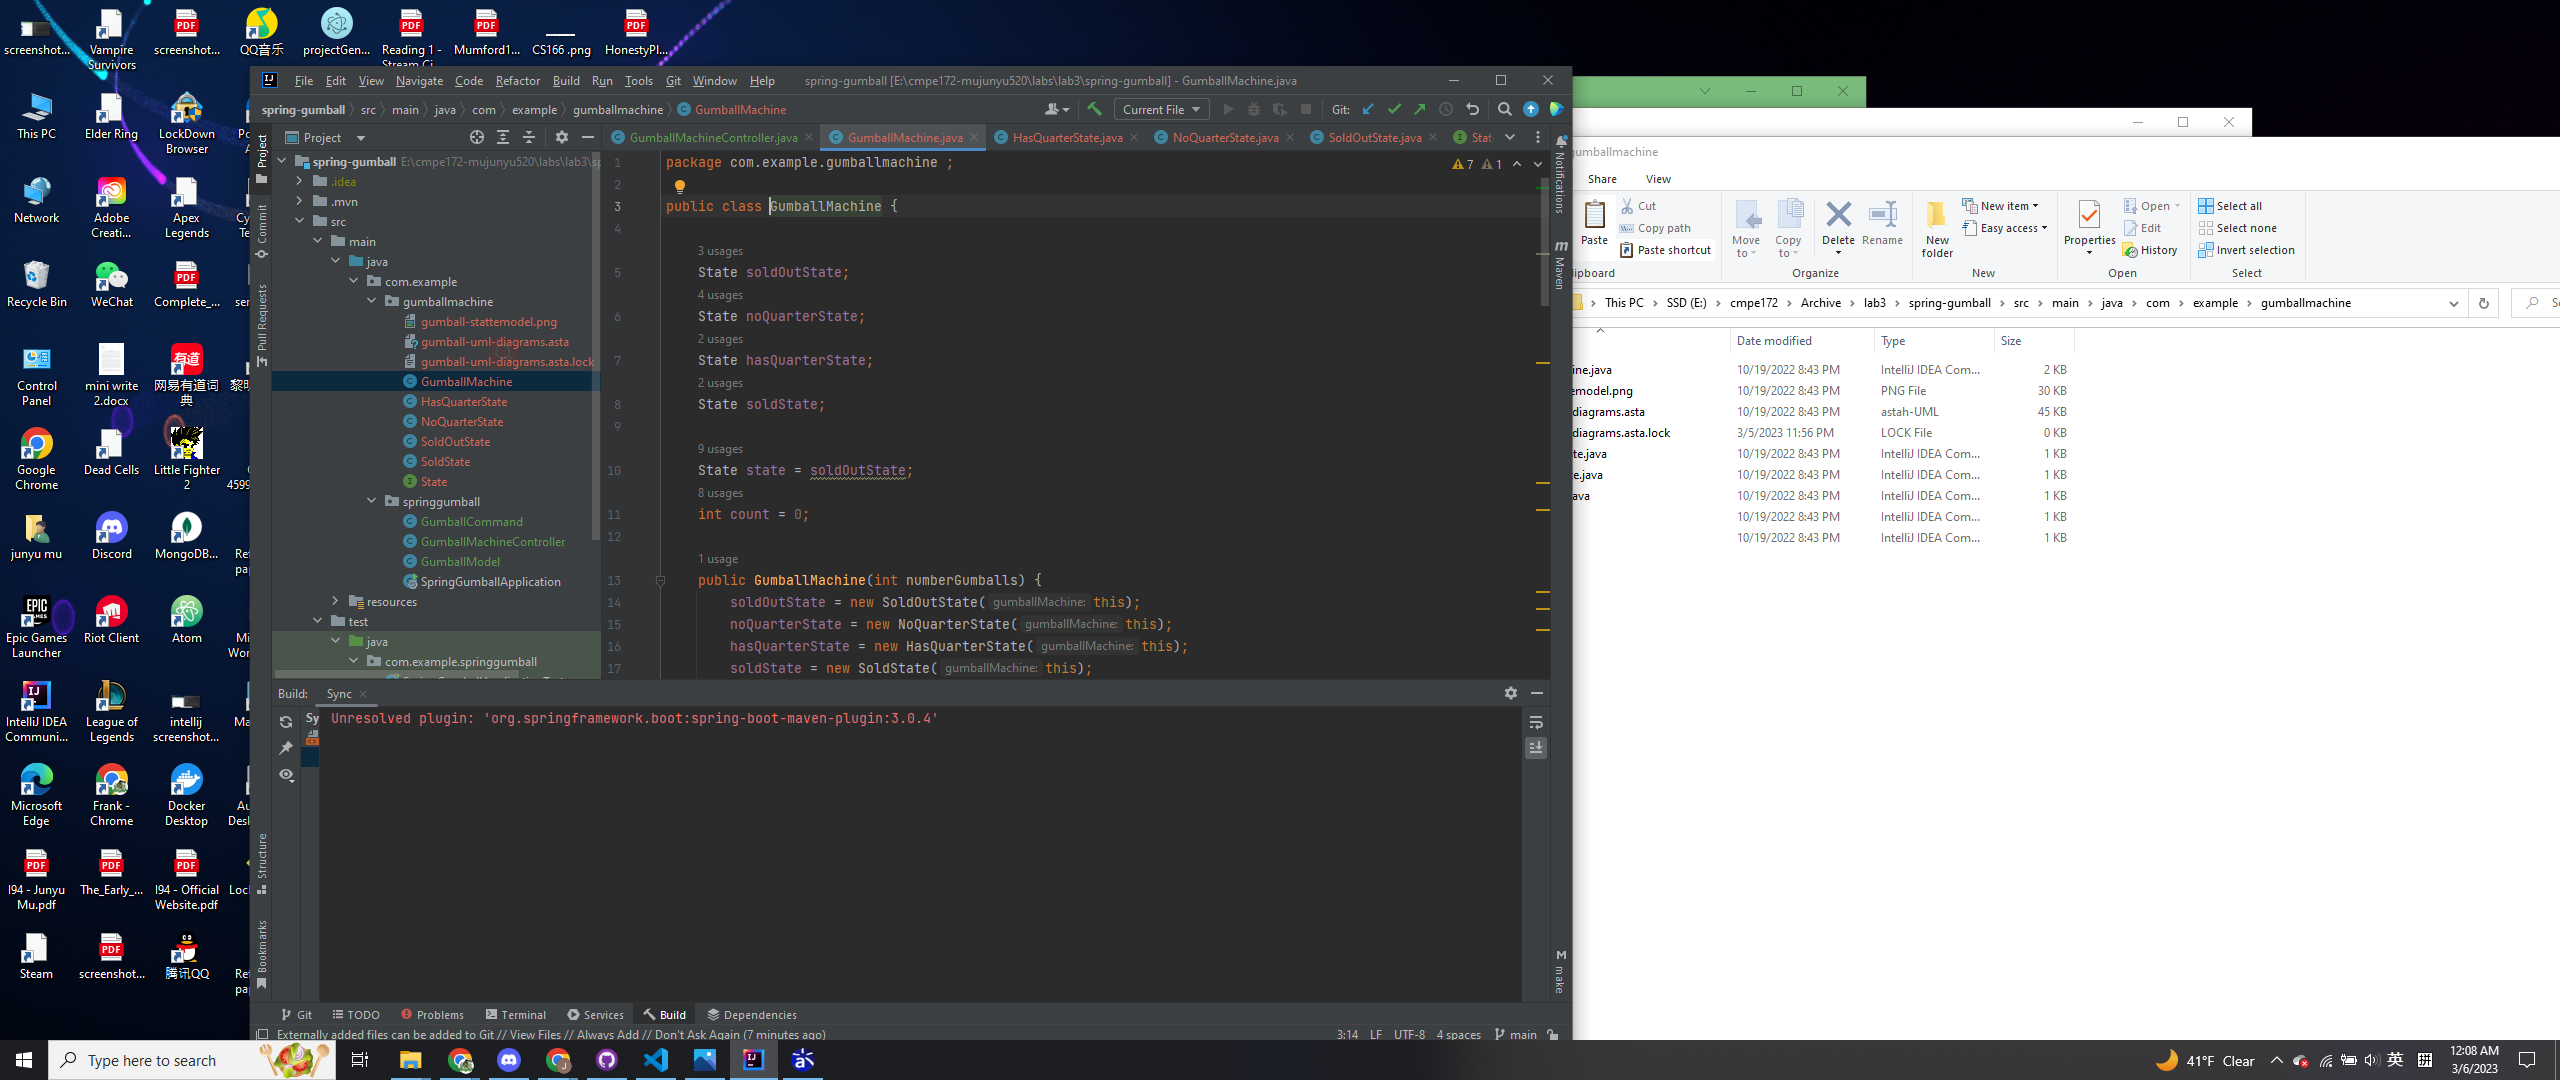 screenshot...
Vampire Survivors
screenshot...
QQ音乐
projectGen...
Reading 1 - Stream Ci...
Mumford1...
CS166 .png
HonestyPl...
This PC
Elder Ring
LockDown Browser
Network
Adobe Creati...
Apex Legends
Recycle Bin
WeChat
Complete_...
Control Panel
mini write 2.docx
网易有道词典
Google Chrome
Dead Cells
Little Fighter 2
junyu mu
Discord
MongoDB...
Epic Games Launcher
Riot Client
Atom
IntelliJ IDEA Communi...
League of Legends
intellij screenshot...
Microsoft Edge
Frank - Chrome
Docker Desktop
I94 - Junyu Mu.pdf
The_Early_...
I94 - Official Website.pdf
Steam
screenshot...
腾讯QQ
File Edit View Navigate Code Refactor Build Run Tools Git Window Help spring-gumball [E:\cmpe172-mujunyu520\labs\lab3\spring-gumball] - GumballMachine.java
spring-gumball src main java com example gumballmachine GumballMachine Current File Git:
Project GumballMachineController.java GumballMachine.java HasQuarterState.java NoQuarterState.java SoldOutState.java Stat
Project
Commit
Pull Requests
Structure
Bookmarks
spring-gumball E:\cmpe172-mujunyu520\labs\lab3\sp
.idea
.mvn
src
main
java
com.example
gumballmachine
gumball-stattemodel.png
gumball-uml-diagrams.asta
gumball-uml-diagrams.asta.lock
GumballMachine
HasQuarterState
NoQuarterState
SoldOutState
SoldState
State
springgumball
GumballCommand
GumballMachineController
GumballModel
SpringGumballApplication
resources
test
java
com.example.springgumball
7 1
1 package com.example.gumballmachine ;
2
3 public class GumballMachine {
4
3 usages
5 State soldOutState;
4 usages
6 State noQuarterState;
2 usages
7 State hasQuarterState;
2 usages
8 State soldState;
9
9 usages
10 State state = soldOutState;
8 usages
11 int count = 0;
12
1 usage
13 public GumballMachine(int numberGumballs) {
14 soldOutState = new SoldOutState( gumballMachine: this);
15 noQuarterState = new NoQuarterState( gumballMachine: this);
16 hasQuarterState = new HasQuarterState( gumballMachine: this);
17 soldState = new SoldState( gumballMachine: this);
Notifications
Maven
make
Build: Sync
Sy
Unresolved plugin: 'org.springframework.boot:spring-boot-maven-plugin:3.0.4'
Git TODO Problems Terminal Services Build Dependencies
Externally added files can be added to Git // View Files // Always Add // Don't Ask Again (7 minutes ago) 3:14 LF UTF-8 4 spaces main
gumballmachine
Share View
Paste
Cut
Copy path
Paste shortcut
Move to
Copy to
Delete
Rename
New folder
New item
Easy access
Properties
Open
Edit
History
Select all
Select none
Invert selection
lipboard Organize New Open Select
This PC SSD (E:) cmpe172 Archive lab3 spring-gumball src main java com example gumballmachine
Date modified Type Size
ine.java 10/19/2022 8:43 PM IntelliJ IDEA Com... 2 KB
emodel.png 10/19/2022 8:43 PM PNG File 30 KB
diagrams.asta 10/19/2022 8:43 PM astah-UML 45 KB
diagrams.asta.lock 3/5/2023 11:56 PM LOCK File 0 KB
te.java 10/19/2022 8:43 PM IntelliJ IDEA Com... 1 KB
e.java 10/19/2022 8:43 PM IntelliJ IDEA Com... 1 KB
ava 10/19/2022 8:43 PM IntelliJ IDEA Com... 1 KB
10/19/2022 8:43 PM IntelliJ IDEA Com... 1 KB
10/19/2022 8:43 PM IntelliJ IDEA Com... 1 KB
Type here to search
41°F Clear 英 12:08 AM
3/6/2023